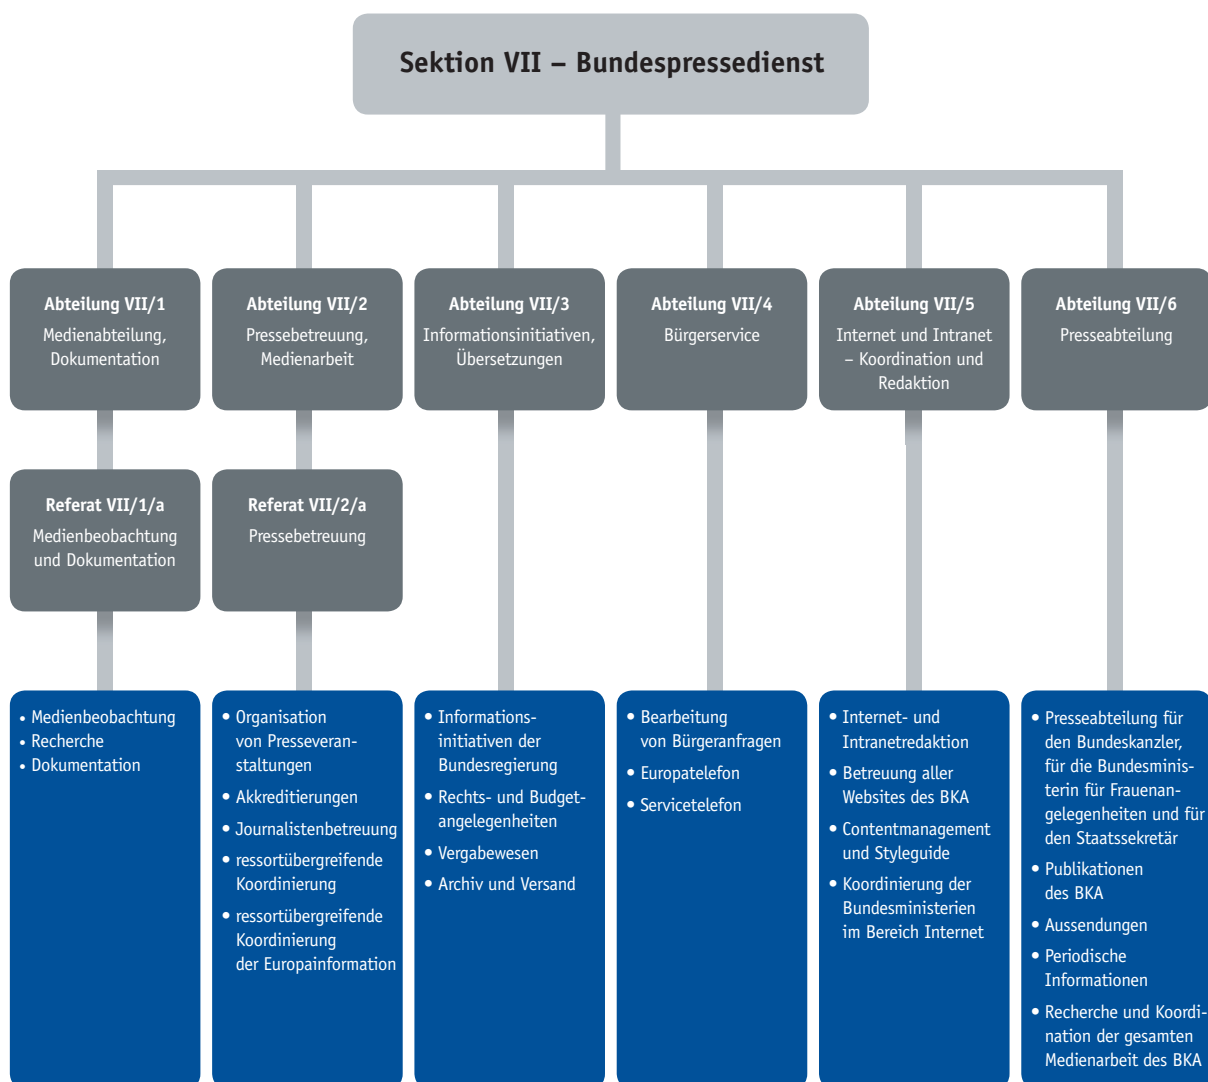 Sektion VII – Bundespressedienst
Abteilung VII/1
Medienabteilung,
Dokumentation
Abteilung VII/2
Pressebetreuung,
Medienarbeit
Abteilung VII/3
Informationsinitiativen,
Übersetzungen
Abteilung VII/4
Bürgerservice
Abteilung VII/5
Internet und Intranet
– Koordination und
Redaktion
Abteilung VII/6
Presseabteilung
Referat VII/1/a
Medienbeobachtung
und Dokumentation
Referat VII/2/a
Pressebetreuung
• Medienbeobachtung
• Recherche
• Dokumentation
• Organisation
von Presseveran-
staltungen
• Akkreditierungen
• Journalistenbetreuung
• ressortübergreifende
Koordinierung
• ressortübergreifende
Koordinierung
der Europainformation
• Informations-
initiativen der
Bundesregierung
• Rechts- und Budget-
angelegenheiten
• Vergabewesen
• Archiv und Versand
• Bearbeitung
von Bürgeranfragen
• Europatelefon
• Servicetelefon
• Internet- und
Intranetredaktion
• Betreuung aller
Websites des BKA
• Contentmanagement
und Styleguide
• Koordinierung der
Bundesministerien
im Bereich Internet
• Presseabteilung für
den Bundeskanzler,
für die Bundesminis-
terin für Frauenan-
gelegenheiten und für
den Staatssekretär
• Publikationen
des BKA
• Aussendungen
• Periodische
Informationen
• Recherche und Koordi-
nation der gesamten
Medienarbeit des BKA